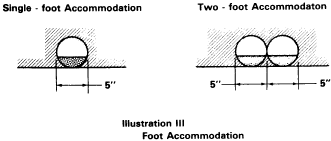 Single - foot Accommodation
Two - foot Accommodaton
5"
5"
5"
Illustration III
Foot Accommodation